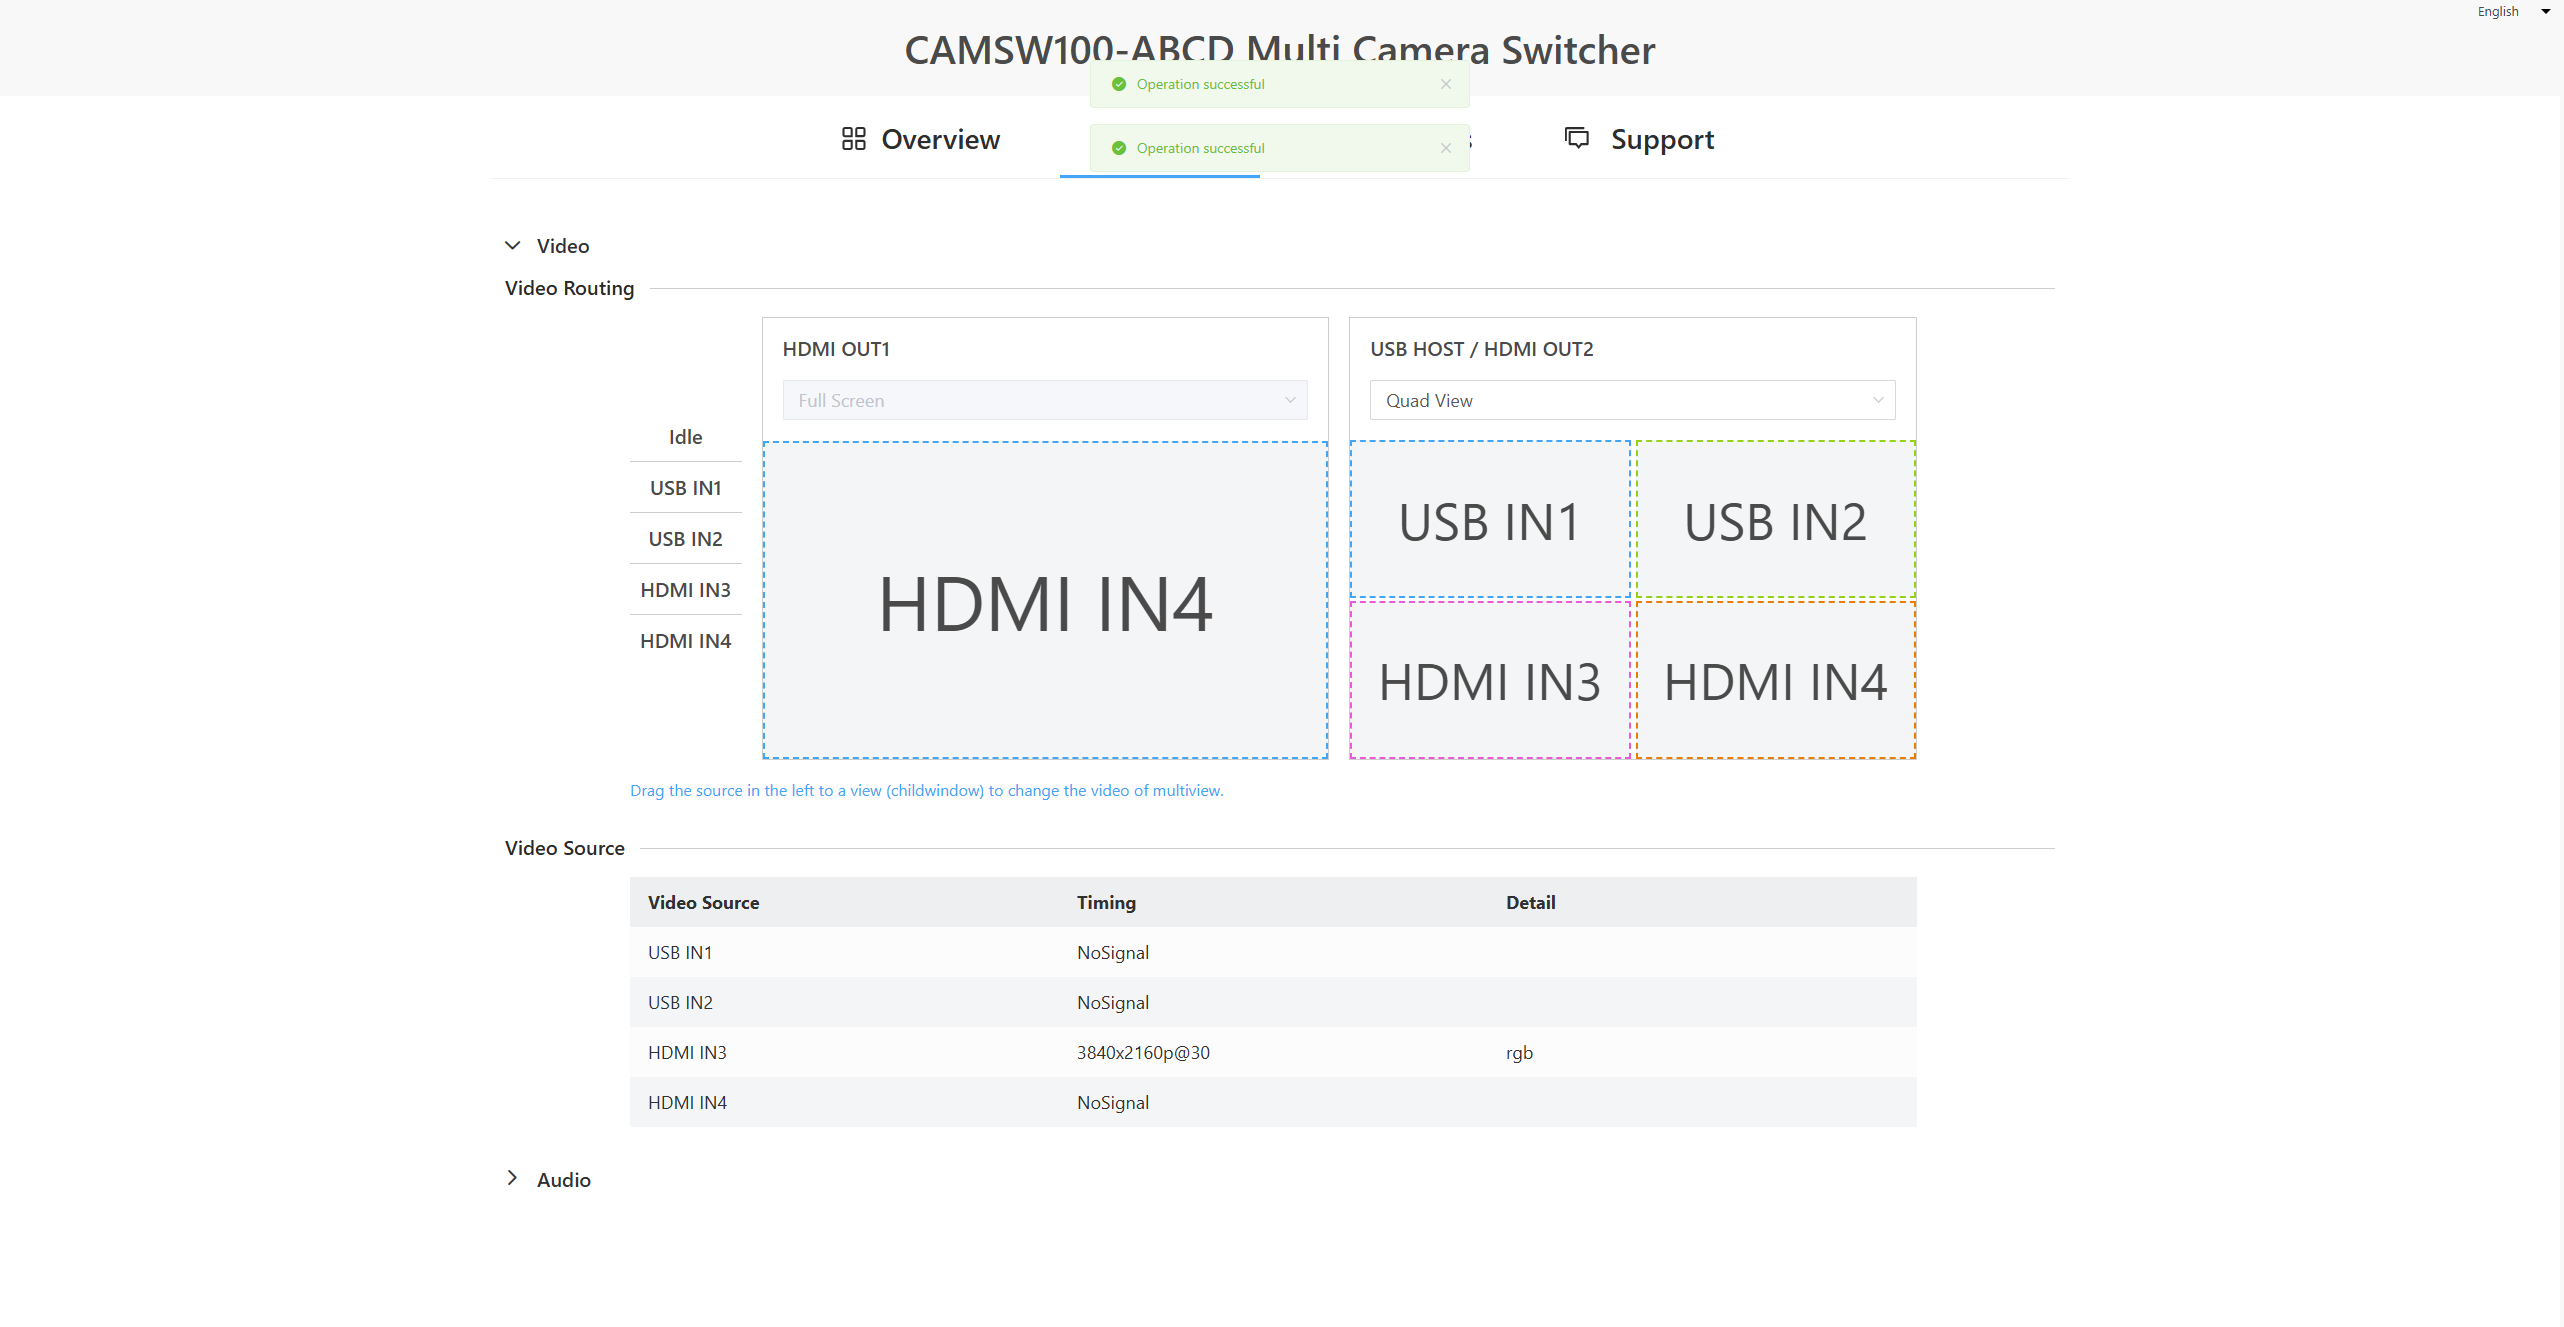 English
CAMSW100-ABCD Multi Camera Switcher
Operation successful
Operation successful
Overview
Support
Video
Video Routing
HDMI OUT1
USB HOST / HDMI OUT2
Full Screen
Quad View
Idle
USB IN1
USB IN2
HDMI IN3
HDMI IN4
HDMI IN4
USB IN1
USB IN2
HDMI IN3
HDMI IN4
Drag the source in the left to a view (childwindow) to change the video of multiview.
Video Source
Video Source Timing Detail
USB IN1 NoSignal
USB IN2 NoSignal
HDMI IN3 3840x2160p@30 rgb
HDMI IN4 NoSignal
Audio